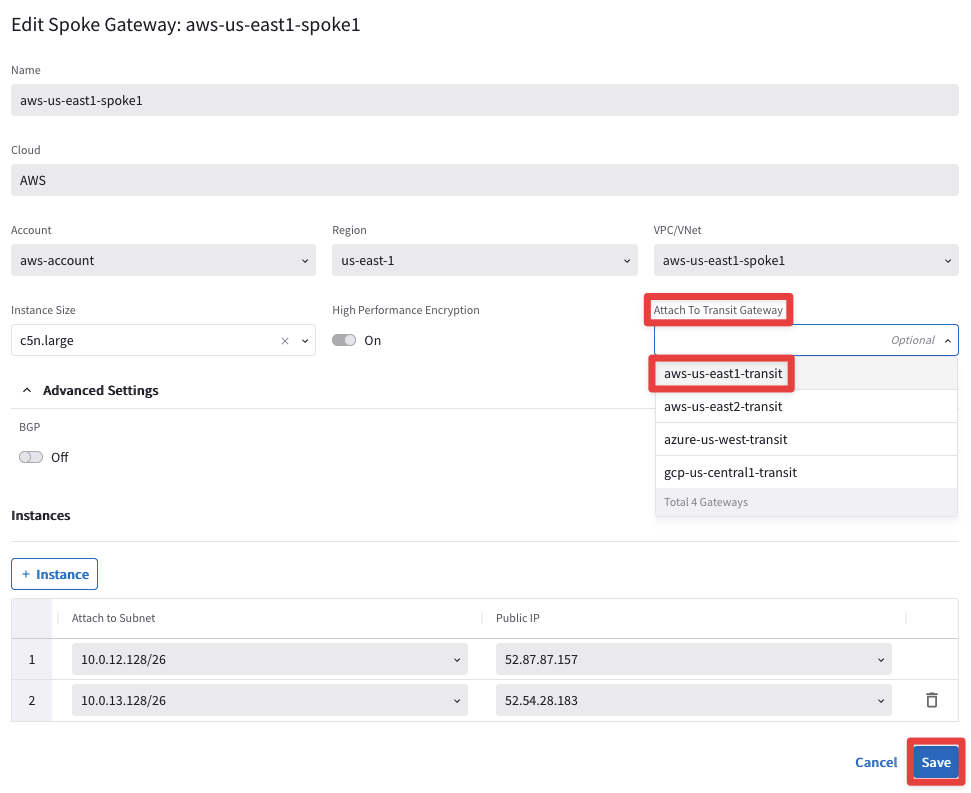 Edit Spoke Gateway: aws-us-east1-spoke1
Name
aws-us-east1-spoke1
Cloud
AWS
Account
Region
VPC/VNet
aws-account
us-east-1
aws-us-east1-spoke1
Instance Size
High Performance Encryption
Attach To Transit Gateway
c5n.large
On
Optional
aws-us-east1-transit
aws-us-east2-transit
azure-us-west-transit
gcp-us-central1-transit
Total 4 Gateways
Advanced Settings
BGP
Off
Instances
+ Instance
Attach to Subnet
Public IP
1
10.0.12.128/26
52.87.87.157
2
10.0.13.128/26
52.54.28.183
Cancel
Save